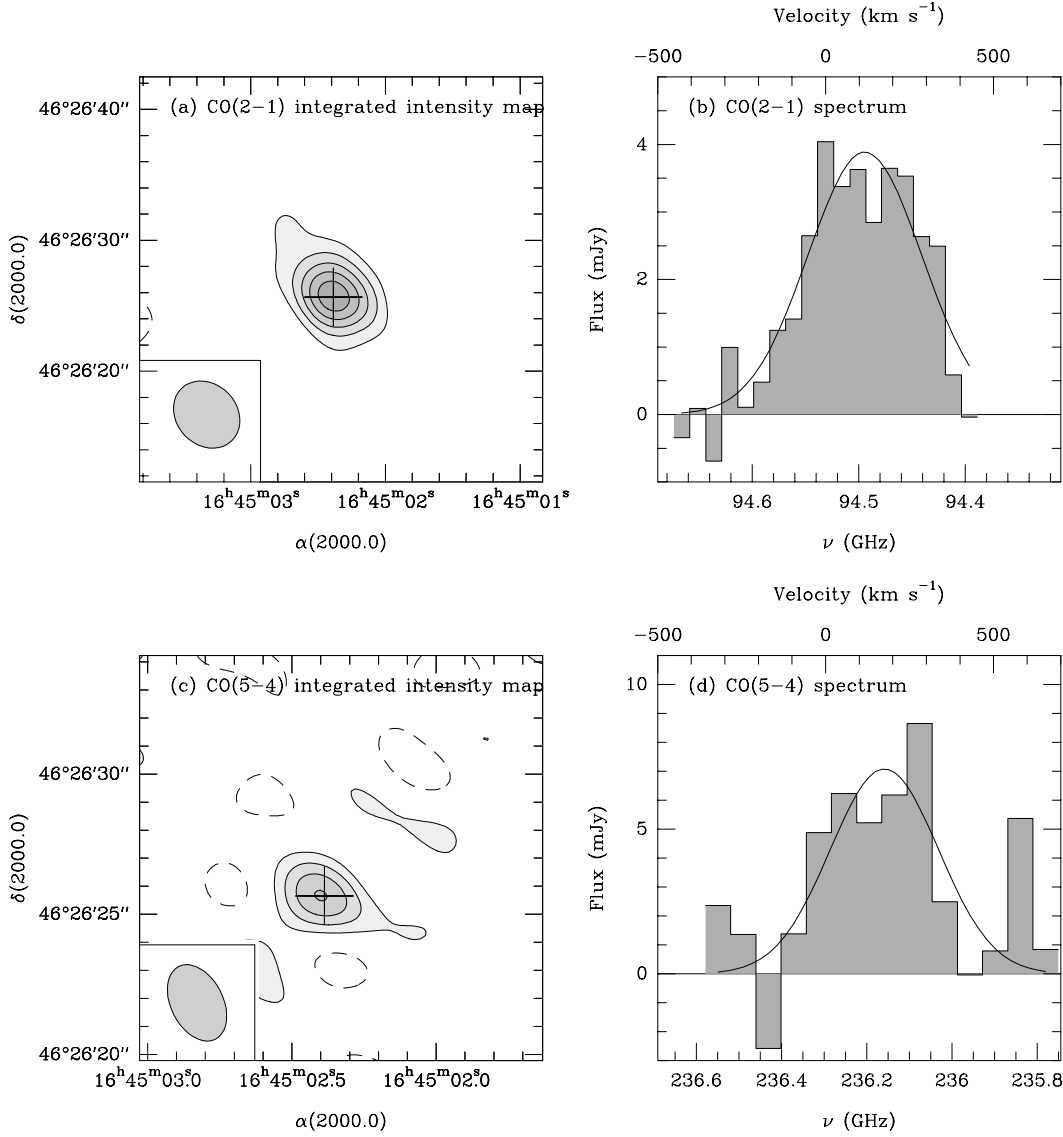 (a) CO(2−1) integrated intensity map
46°26′40″
46°26′30″
46°26′20″
δ(2000.0)
16ʰ45ᵐ03ˢ 16ʰ45ᵐ02ˢ 16ʰ45ᵐ01ˢ
α(2000.0)
Velocity (km s⁻¹)
−500 0 500
(b) CO(2−1) spectrum
4
2
0
Flux (mJy)
94.6 94.5 94.4
ν (GHz)
(c) CO(5−4) integrated intensity map
46°26′30″
46°26′25″
46°26′20″
δ(2000.0)
16ʰ45ᵐ03.0ˢ 16ʰ45ᵐ02.5ˢ 16ʰ45ᵐ02.0ˢ
α(2000.0)
Velocity (km s⁻¹)
−500 0 500
(d) CO(5−4) spectrum
10
5
0
Flux (mJy)
236.6 236.4 236.2 236 235.8
ν (GHz)